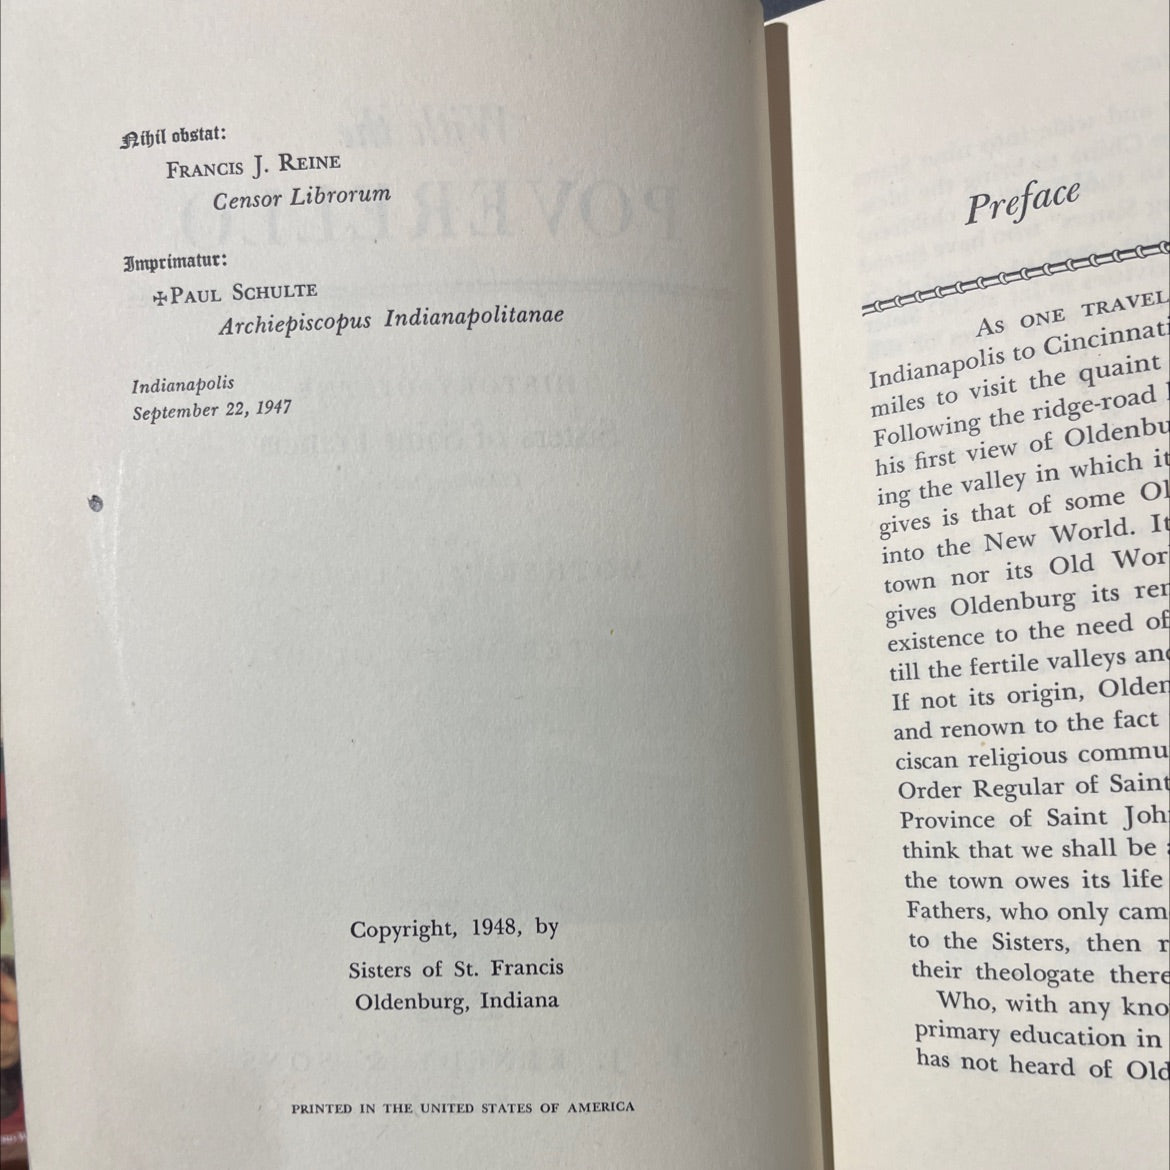 Nihil obstat:
FRANCIS J. REINE
Censor Librorum
Imprimatur:
✠PAUL SCHULTE
Archiepiscopus Indianapolitanae
Indianapolis
September 22, 1947
Copyright, 1948, by
Sisters of St. Francis
Oldenburg, Indiana
PRINTED IN THE UNITED STATES OF AMERICA
Preface
AS ONE TRAVEL
Indianapolis to Cincinnati
miles to visit the quaint
Following the ridge-road
his first view of Oldenbu
ing the valley in which it
gives is that of some Ol
into the New World. It
town nor its Old Wor
gives Oldenburg its ren
existence to the need of
till the fertile valleys and
If not its origin, Olden
and renown to the fact
ciscan religious commu
Order Regular of Saint
Province of Saint Joh
think that we shall be
the town owes its life
Fathers, who only cam
to the Sisters, then r
their theologate there
Who, with any kno
primary education in
has not heard of Old